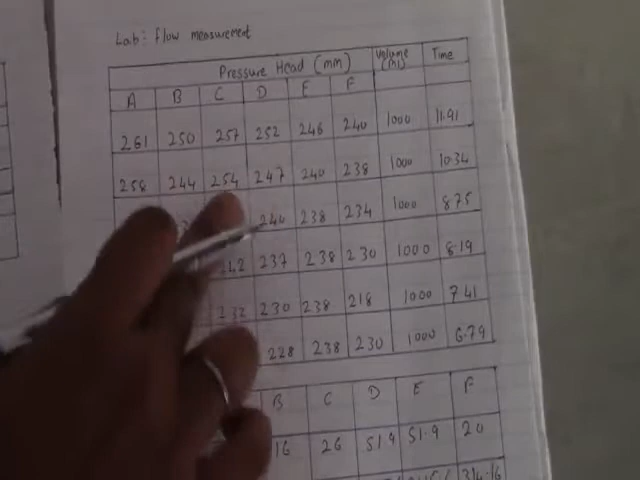 Lab: flow measurement
Pressure Head (mm) Volume (ml) Time
A B C D E F
261 250 257 252 246 240 1000 11.91
258 244 254 247 240 238 1000 10.34
240 238 234 1000 8.75
237 238 230 1000 8.19
232 230 238 218 1000 7.41
228 238 230 1000 6.79
B C D E F
16 26 51.9 51.9 20
314.16